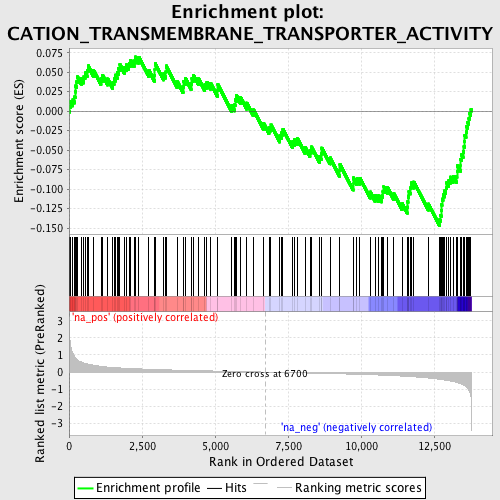 Enrichment plot:
CATION_TRANSMEMBRANE_TRANSPORTER_ACTIVITY
Enrichment score (ES)
0.075
0.050
0.025
0.000
-0.025
-0.050
-0.075
-0.100
-0.125
-0.150
Ranked list metric (PreRanked)
'na_pos' (positively correlated)
3
2
1
0
-1
-2
-3
Zero cross at 6700
'na_neg' (negatively correlated)
0
2,500
5,000
7,500
10,000
12,500
Rank in Ordered Dataset
Enrichment profile
Hits
Ranking metric scores